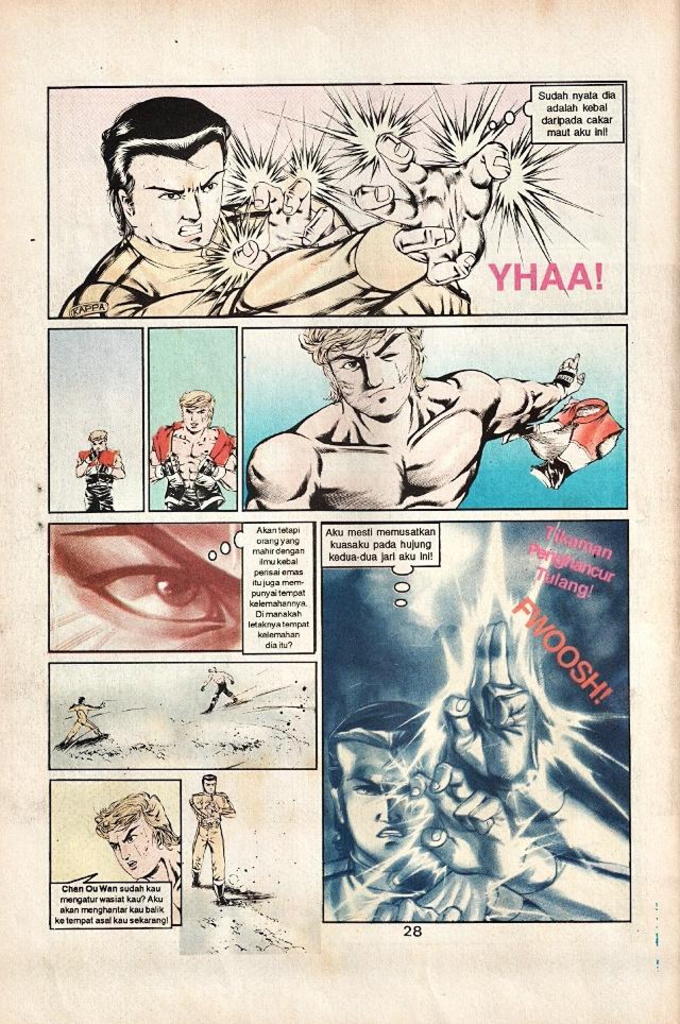 Sudah nyata dia
adalah kebal
daripada cakar
maut aku ini!
YHAA!
KAPPA
Akan tetapi
orang yang
mahir dengan
ilmu kebal
perisai emas
itu juga mem-
punyai tempat
kelemahannya.
Di manakah
letaknya tempat
kelemahan
dia itu?
Aku mesti memusatkan
kuasaku pada hujung
kedua-dua jari aku ini!
Tikaman
Penghancur
Tulang!
FWOOSH!
Chen Ou Wan sudah kau
mengatur wasiat kau? Aku
akan menghantar kau balik
ke tempat asal kau sekarang!
28